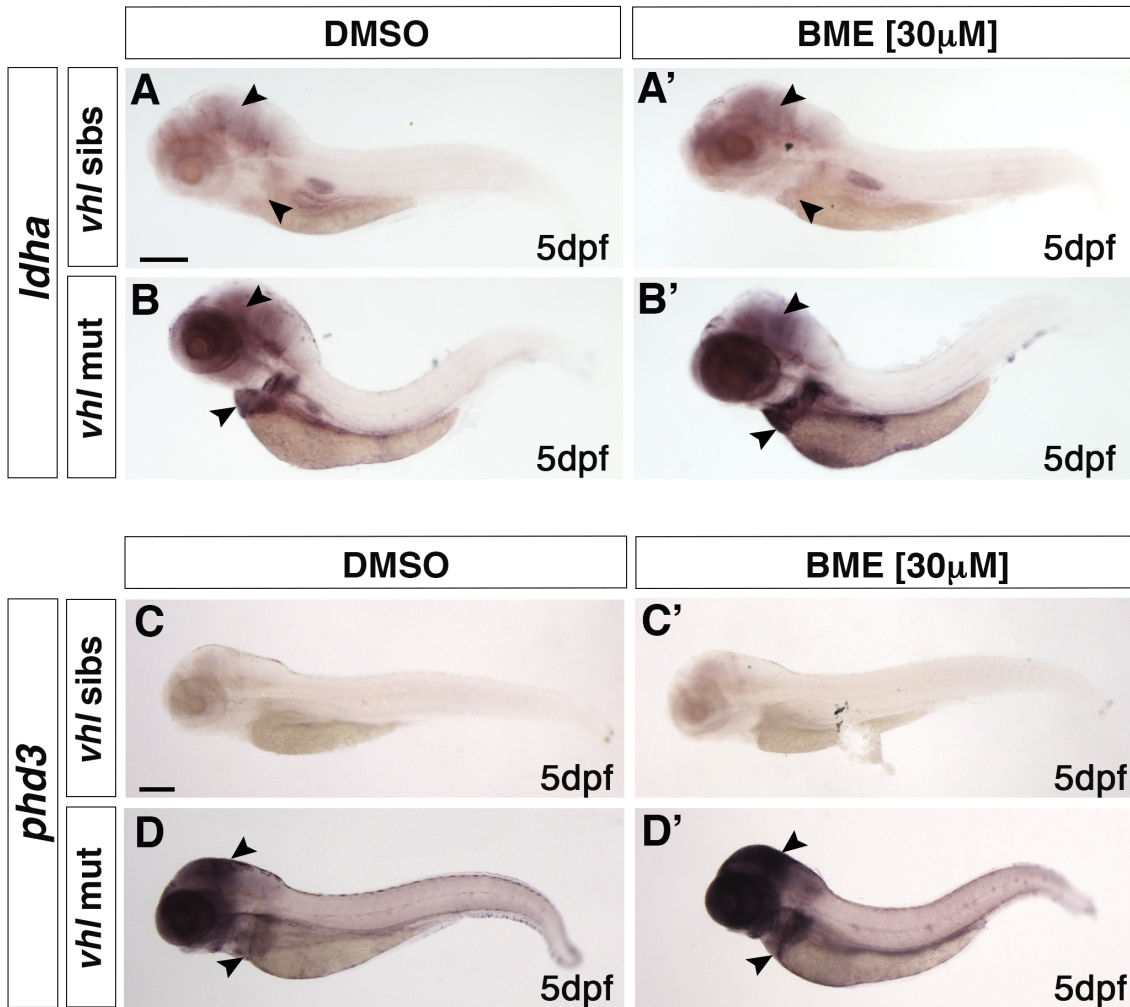 DMSO
BME [30μM]
ldha
vhl sibs
A
5dpf
A'
5dpf
vhl mut
B
5dpf
B'
5dpf
DMSO
BME [30μM]
phd3
vhl sibs
C
5dpf
C'
5dpf
vhl mut
D
5dpf
D'
5dpf